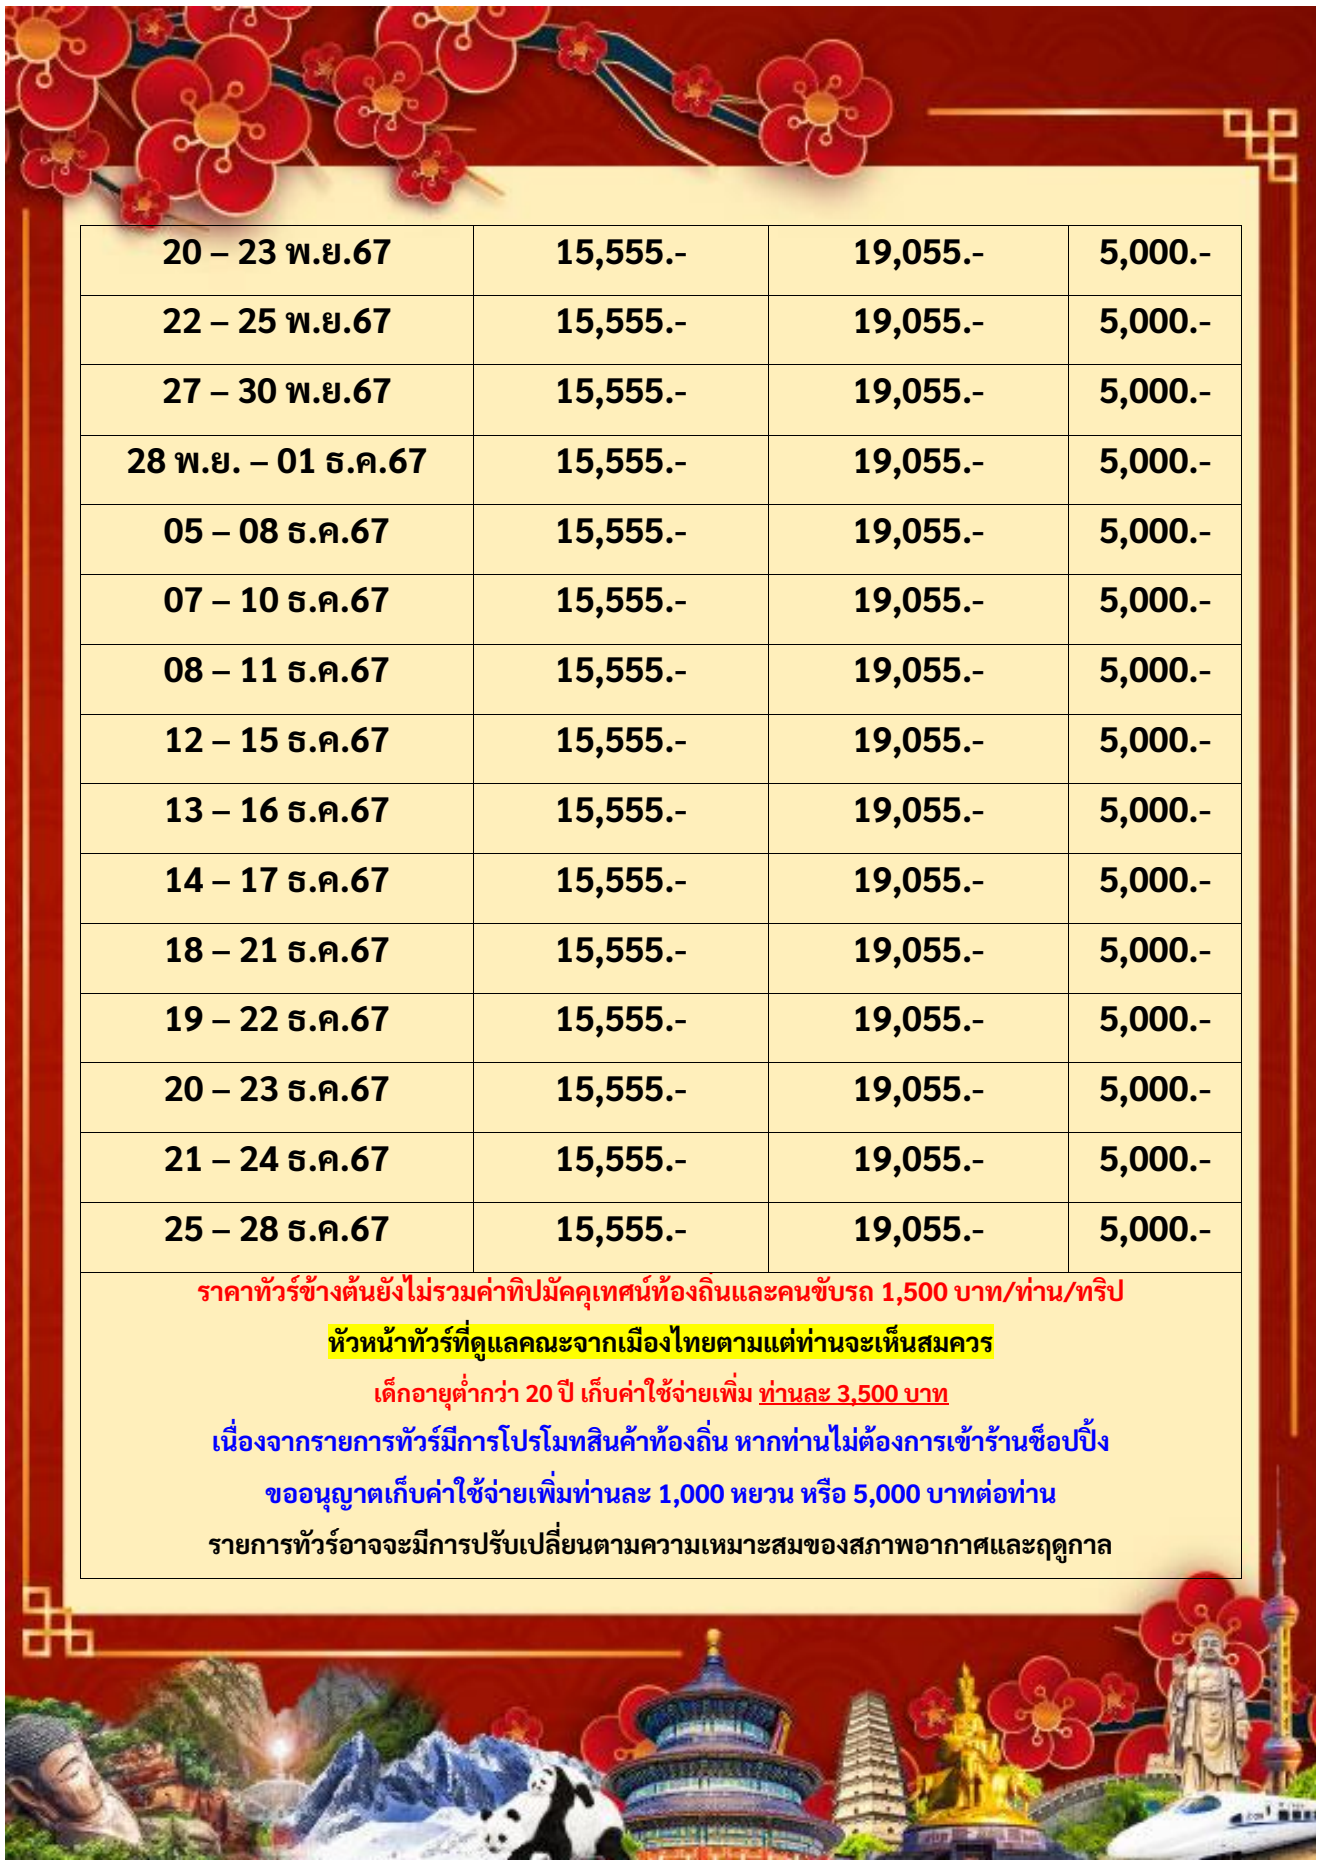 20 – 23 พ.ย.67 15,555.- 19,055.- 5,000.-
22 – 25 พ.ย.67 15,555.- 19,055.- 5,000.-
27 – 30 พ.ย.67 15,555.- 19,055.- 5,000.-
28 พ.ย. – 01 ธ.ค.67 15,555.- 19,055.- 5,000.-
05 – 08 ธ.ค.67 15,555.- 19,055.- 5,000.-
07 – 10 ธ.ค.67 15,555.- 19,055.- 5,000.-
08 – 11 ธ.ค.67 15,555.- 19,055.- 5,000.-
12 – 15 ธ.ค.67 15,555.- 19,055.- 5,000.-
13 – 16 ธ.ค.67 15,555.- 19,055.- 5,000.-
14 – 17 ธ.ค.67 15,555.- 19,055.- 5,000.-
18 – 21 ธ.ค.67 15,555.- 19,055.- 5,000.-
19 – 22 ธ.ค.67 15,555.- 19,055.- 5,000.-
20 – 23 ธ.ค.67 15,555.- 19,055.- 5,000.-
21 – 24 ธ.ค.67 15,555.- 19,055.- 5,000.-
25 – 28 ธ.ค.67 15,555.- 19,055.- 5,000.-
ราคาทัวร์ข้างต้นยังไม่รวมค่าทิปมัคคุเทศน์ท้องถิ่นและคนขับรถ 1,500 บาท/ท่าน/ทริป
หัวหน้าทัวร์ที่ดูแลคณะจากเมืองไทยตามแต่ท่านจะเห็นสมควร
เด็กอายุต่ำกว่า 20 ปี เก็บค่าใช้จ่ายเพิ่ม ท่านละ 3,500 บาท
เนื่องจากรายการทัวร์มีการโปรโมทสินค้าท้องถิ่น หากท่านไม่ต้องการเข้าร้านช็อปปิ้ง
ขออนุญาตเก็บค่าใช้จ่ายเพิ่มท่านละ 1,000 หยวน หรือ 5,000 บาทต่อท่าน
รายการทัวร์อาจจะมีการปรับเปลี่ยนตามความเหมาะสมของสภาพอากาศและฤดูกาล